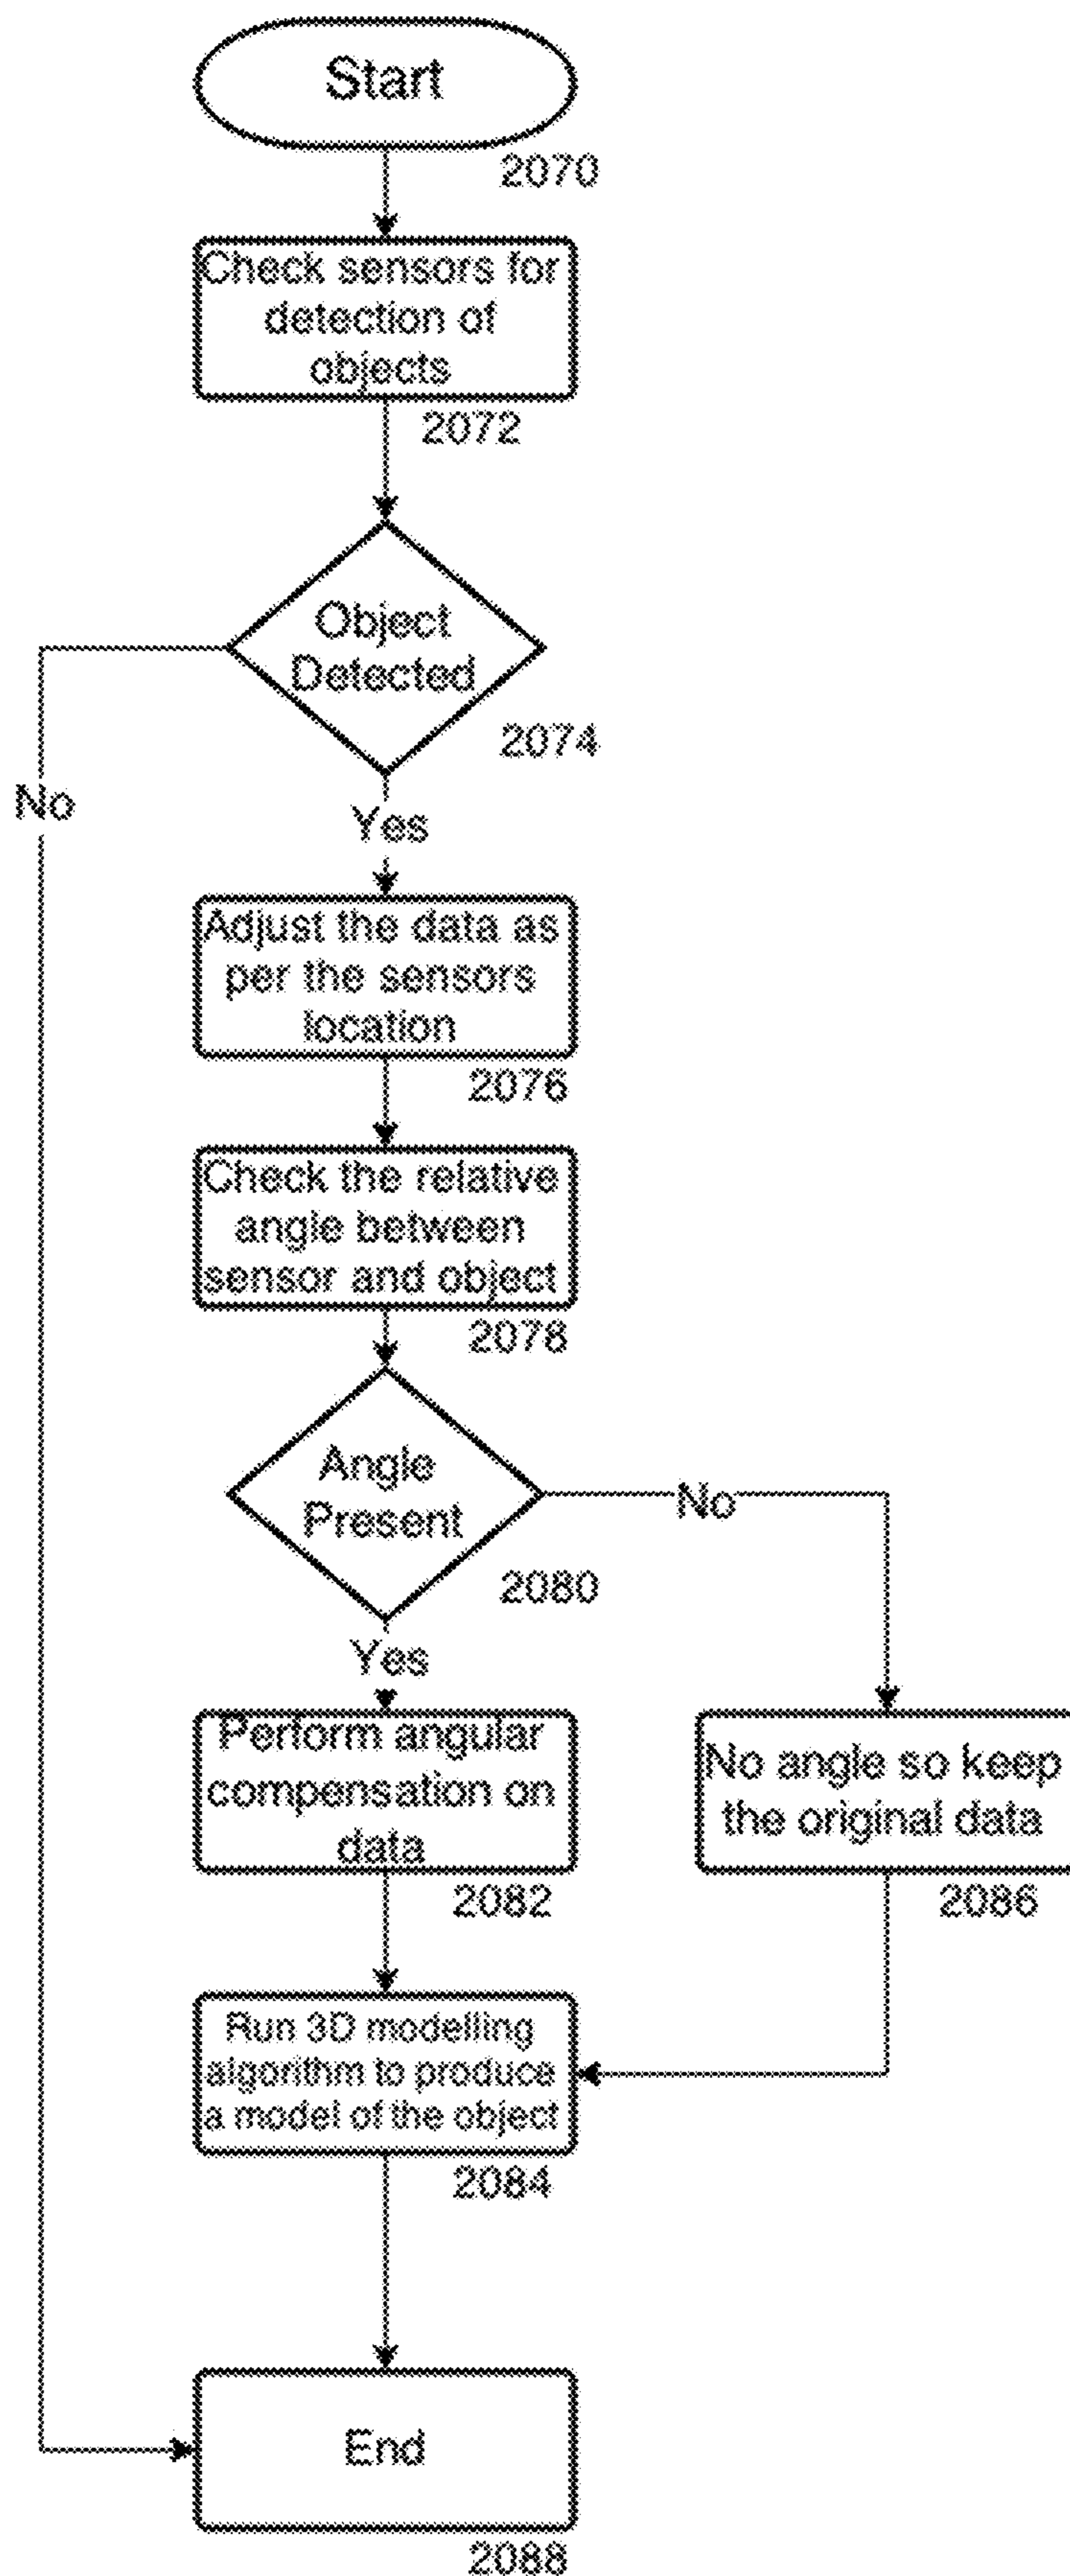 Start
2070
Check sensors for
detection of
objects
2072
Object
Detected
2074
No
Yes
Adjust the data as
per the sensors
location
2076
Check the relative
angle between
sensor and object
2078
Angle
Present
No
2080
Yes
Perform angular
compensation on
data
2082
No angle so keep
the original data
2086
Run 3D modelling
algorithm to produce
a model of the object
2084
End
2088